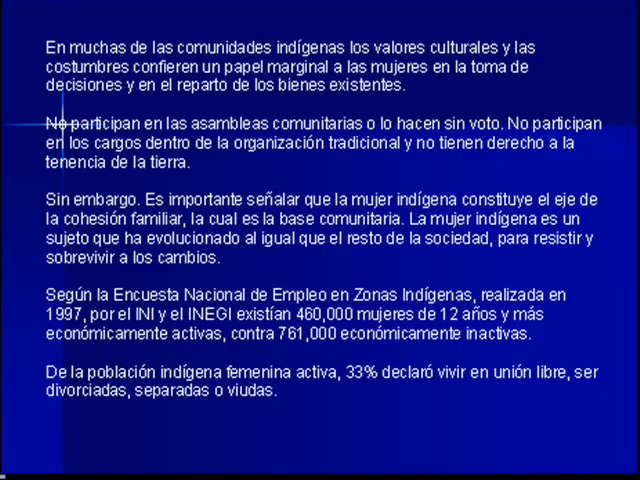 En muchas de las comunidades indígenas los valores culturales y las
costumbres confieren un papel marginal a las mujeres en la toma de
decisiones y en el reparto de los bienes existentes.
No participan en las asambleas comunitarias o lo hacen sin voto. No participan
en los cargos dentro de la organización tradicional y no tienen derecho a la
tenencia de la tierra.
Sin embargo. Es importante señalar que la mujer indígena constituye el eje de
la cohesión familiar, la cual es la base comunitaria. La mujer indígena es un
sujeto que ha evolucionado al igual que el resto de la sociedad, para resistir y
sobrevivir a los cambios.
Según la Encuesta Nacional de Empleo en Zonas Indígenas, realizada en
1997, por el INI y el INEGI existían 460,000 mujeres de 12 años y más
económicamente activas, contra 761,000 económicamente inactivas.
De la población indígena femenina activa, 33% declaró vivir en unión libre, ser
divorciadas, separadas o viudas.